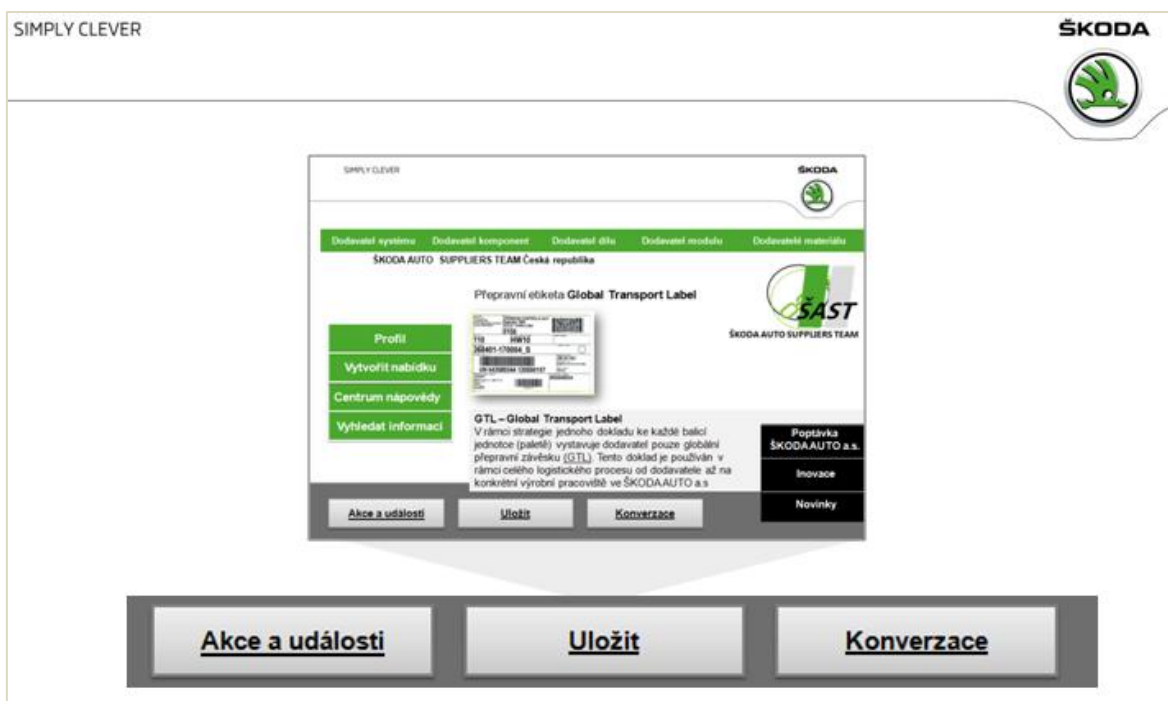 SIMPLY CLEVER
ŠKODA
SIMPLY CLEVER
ŠKODA
Dodavatel systému Dodavatel komponent Dodavatel dílu Dodavatel modulu Dodavatelé materiálu
ŠKODA AUTO SUPPLIERS TEAM Česká republika
Přepravní etiketa Global Transport Label
ŠAST
ŠKODA AUTO SUPPLIERS TEAM
Profil
Vytvořit nabídku
Centrum nápovědy
Vyhledat informaci
GTL – Global Transport Label
V rámci strategie jednoho dokladu ke každé balicí
jednotce (paletě) vystavuje dodavatel pouze globální
přepravní závěsku (GTL). Tento doklad je používán v
rámci celého logistického procesu od dodavatele až na
konkrétní výrobní pracoviště ve ŠKODA AUTO a.s
Poptávka
ŠKODA AUTO a.s.
Inovace
Novinky
Akce a události
Uložit
Konverzace
Akce a události
Uložit
Konverzace